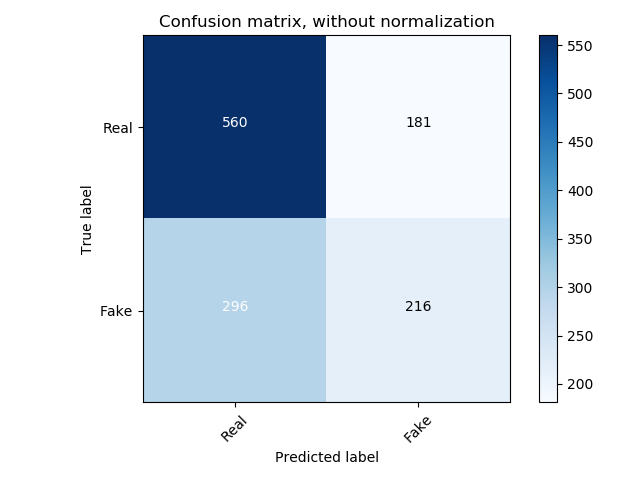 Confusion matrix, without normalization
True label
Real
560
181
Fake
296
216
Real
Fake
Predicted label
550
500
450
400
350
300
250
200